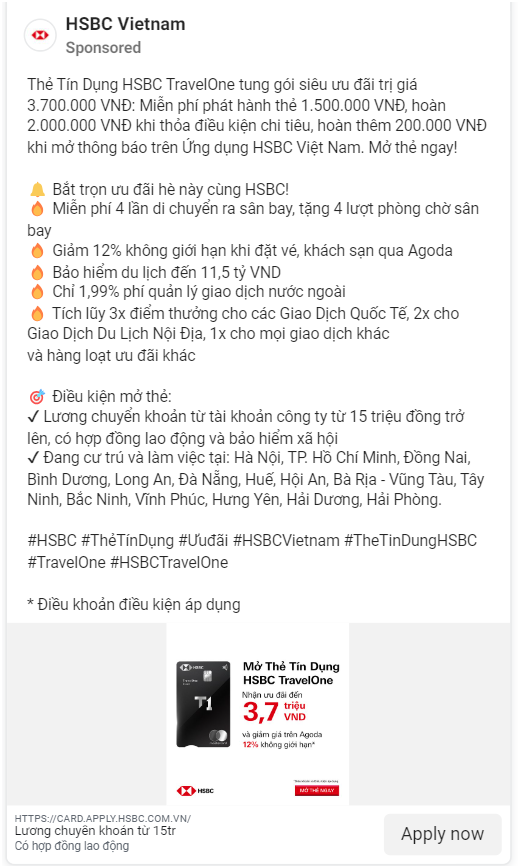 HSBC Vietnam
Sponsored
Thẻ Tín Dụng HSBC TravelOne tung gói siêu ưu đãi trị giá
3.700.000 VNĐ: Miễn phí phát hành thẻ 1.500.000 VNĐ, hoàn
2.000.000 VNĐ khi thỏa điều kiện chi tiêu, hoàn thêm 200.000 VNĐ
khi mở thông báo trên Ứng dụng HSBC Việt Nam. Mở thẻ ngay!
🔔 Bắt trọn ưu đãi hè này cùng HSBC!
🔥 Miễn phí 4 lần di chuyển ra sân bay, tặng 4 lượt phòng chờ sân
bay
🔥 Giảm 12% không giới hạn khi đặt vé, khách sạn qua Agoda
🔥 Bảo hiểm du lịch đến 11,5 tỷ VND
🔥 Chỉ 1,99% phí quản lý giao dịch nước ngoài
🔥 Tích lũy 3x điểm thưởng cho các Giao Dịch Quốc Tế, 2x cho
Giao Dịch Du Lịch Nội Địa, 1x cho mọi giao dịch khác
và hàng loạt ưu đãi khác
🎯 Điều kiện mở thẻ:
✓ Lương chuyển khoản từ tài khoản công ty từ 15 triệu đồng trở
lên, có hợp đồng lao động và bảo hiểm xã hội
✓ Đang cư trú và làm việc tại: Hà Nội, TP. Hồ Chí Minh, Đồng Nai,
Bình Dương, Long An, Đà Nẵng, Huế, Hội An, Bà Rịa - Vũng Tàu, Tây
Ninh, Bắc Ninh, Vĩnh Phúc, Hưng Yên, Hải Dương, Hải Phòng.
#HSBC #ThẻTínDụng #Ưuđãi #HSBCVietnam #TheTinDungHSBC
#TravelOne #HSBCTravelOne
* Điều khoản điều kiện áp dụng
HSBC
T1
Mở Thẻ Tín Dụng
HSBC TravelOne
Nhận ưu đãi đến
3,7 triệu
VND
và giảm giá trên Agoda
12% không giới hạn*
HSBC
MỞ THẺ NGAY
HTTPS://CARD.APPLY.HSBC.COM.VN/
Lương chuyên khoán từ 15tr
Có hợp đồng lao động
Apply now